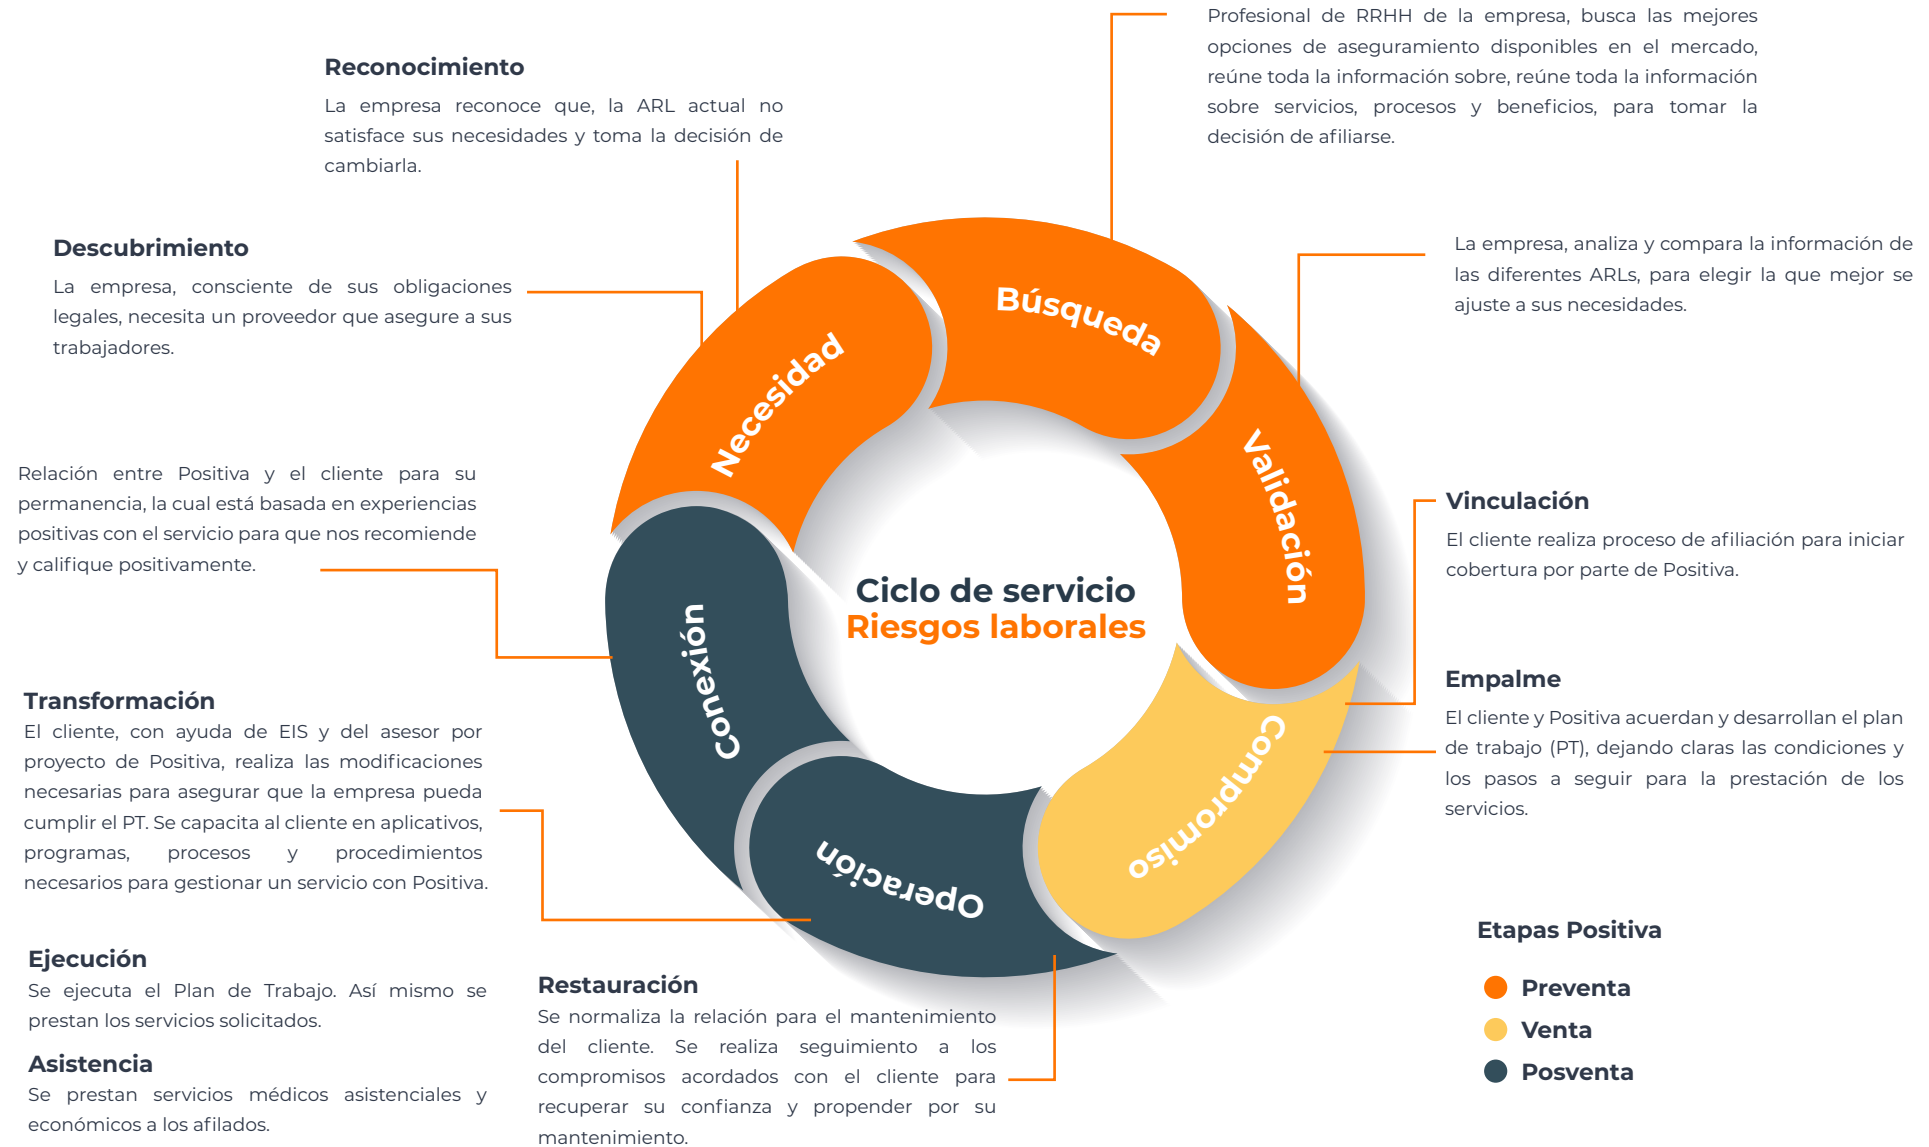 Profesional de RRHH de la empresa, busca las mejores
opciones de aseguramiento disponibles en el mercado,
reúne toda la información sobre, reúne toda la información
sobre servicios, procesos y beneficios, para tomar la
decisión de afiliarse.
Reconocimiento
La empresa reconoce que, la ARL actual no
satisface sus necesidades y toma la decisión de
cambiarla.
Descubrimiento
La empresa, consciente de sus obligaciones
legales, necesita un proveedor que asegure a sus
trabajadores.
La empresa, analiza y compara la información de
las diferentes ARLs, para elegir la que mejor se
ajuste a sus necesidades.
Necesidad
Búsqueda
Validación
Compromiso
Operación
Conexión
Ciclo de servicio
Riesgos laborales
Relación entre Positiva y el cliente para su
permanencia, la cual está basada en experiencias
positivas con el servicio para que nos recomiende
y califique positivamente.
Vinculación
El cliente realiza proceso de afiliación para iniciar
cobertura por parte de Positiva.
Empalme
El cliente y Positiva acuerdan y desarrollan el plan
de trabajo (PT), dejando claras las condiciones y
los pasos a seguir para la prestación de los
servicios.
Transformación
El cliente, con ayuda de EIS y del asesor por
proyecto de Positiva, realiza las modificaciones
necesarias para asegurar que la empresa pueda
cumplir el PT. Se capacita al cliente en aplicativos,
programas, procesos y procedimientos
necesarios para gestionar un servicio con Positiva.
Ejecución
Se ejecuta el Plan de Trabajo. Así mismo se
prestan los servicios solicitados.
Asistencia
Se prestan servicios médicos asistenciales y
económicos a los afilados.
Restauración
Se normaliza la relación para el mantenimiento
del cliente. Se realiza seguimiento a los
compromisos acordados con el cliente para
recuperar su confianza y propender por su
mantenimiento.
Etapas Positiva
Preventa
Venta
Posventa